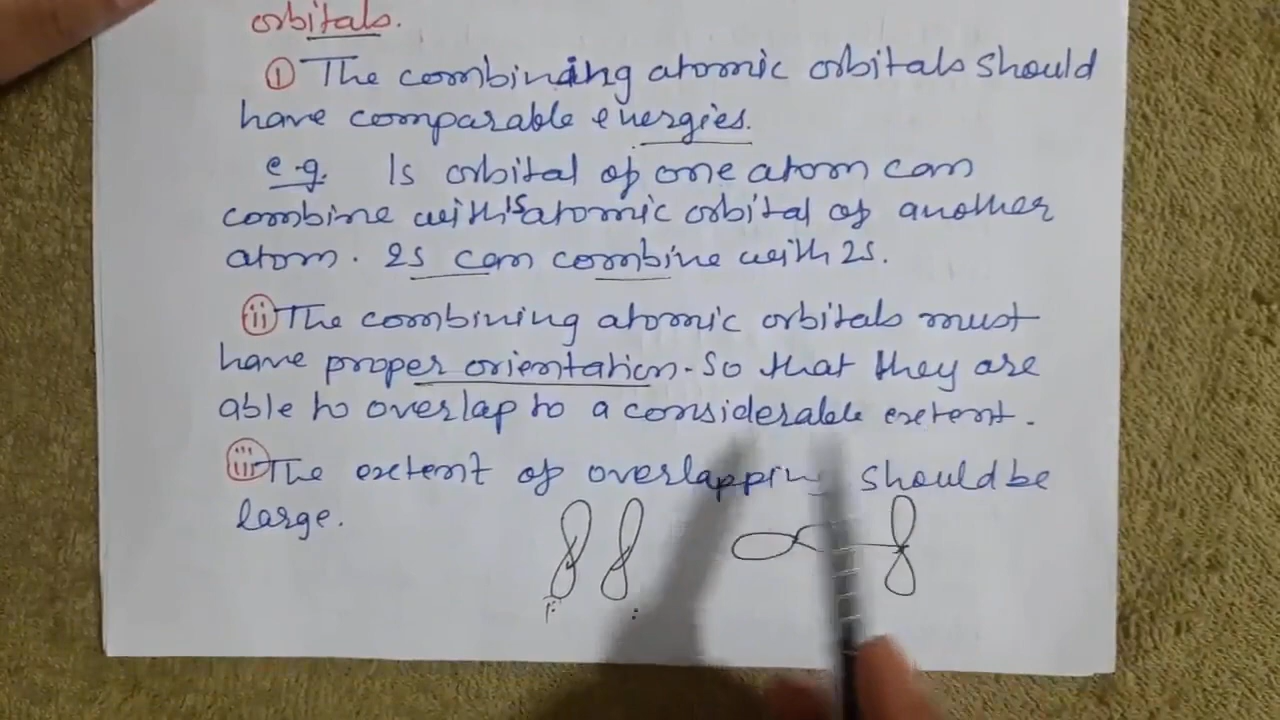 orbitals.
① The combining atomic orbitals should
have comparable energies.
e.g. 1s orbital of one atom can
combine with 1s atomic orbital of another
atom. 2s can combine with 2s.
(ii) The combining atomic orbitals must
have proper orientation. So that they are
able to overlap to a considerable extent.
(iii) The extent of overlapping should be
large.